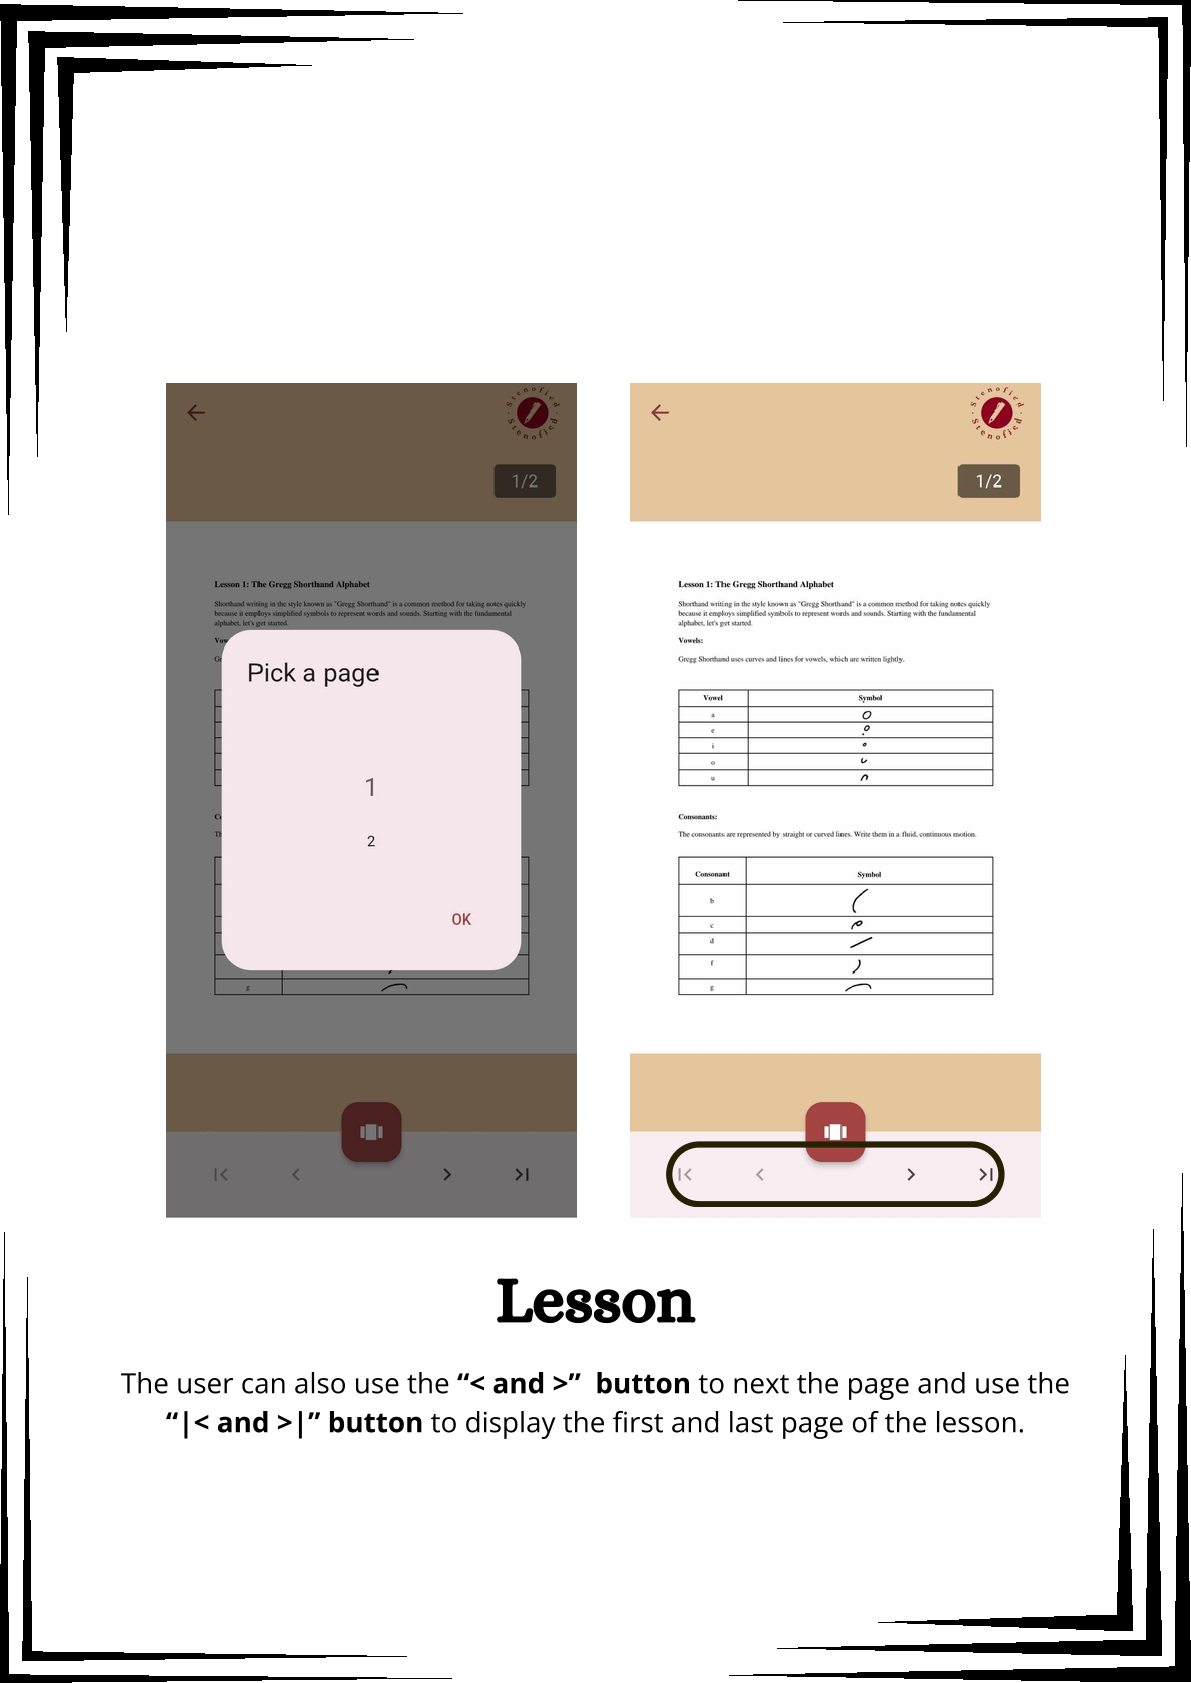 Stenofied · Stenofied ·
1/2
Lesson 1: The Gregg Shorthand Alphabet
Shorthand writing in the style known as "Gregg Shorthand" is a common method for taking notes quickly
because it employs simplified symbols to represent words and sounds. Starting with the fundamental
alphabet, let's get started.
Vow
Gr
Pick a page
1
2
OK
Co
Th
g
Stenofied · Stenofied ·
1/2
Lesson 1: The Gregg Shorthand Alphabet
Shorthand writing in the style known as "Gregg Shorthand" is a common method for taking notes quickly
because it employs simplified symbols to represent words and sounds. Starting with the fundamental
alphabet, let's get started.
Vowels:
Gregg Shorthand uses curves and lines for vowels, which are written lightly.
Vowel Symbol
a
e
i
o
u
Consonants:
The consonants are represented by straight or curved lines. Write them in a fluid, continuous motion.
Consonant Symbol
b
c
d
f
g
|< < > >|
Lesson
The user can also use the “< and >” button to next the page and use the
“|< and >|” button to display the first and last page of the lesson.